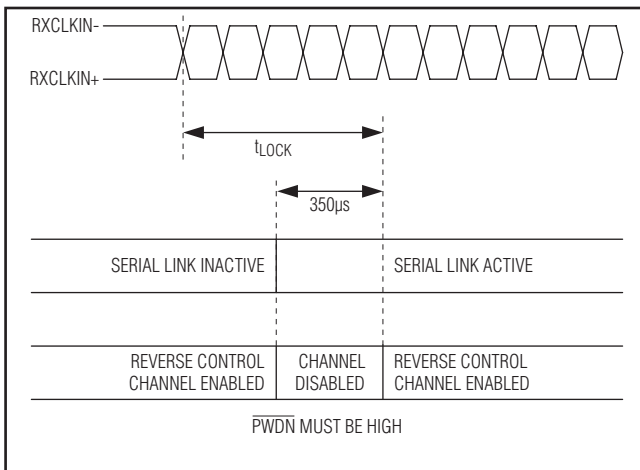 RXCLKIN-
RXCLKIN+
tLOCK
350µs
SERIAL LINK INACTIVE
SERIAL LINK ACTIVE
REVERSE CONTROL
CHANNEL ENABLED
CHANNEL
DISABLED
REVERSE CONTROL
CHANNEL ENABLED
PWDN MUST BE HIGH